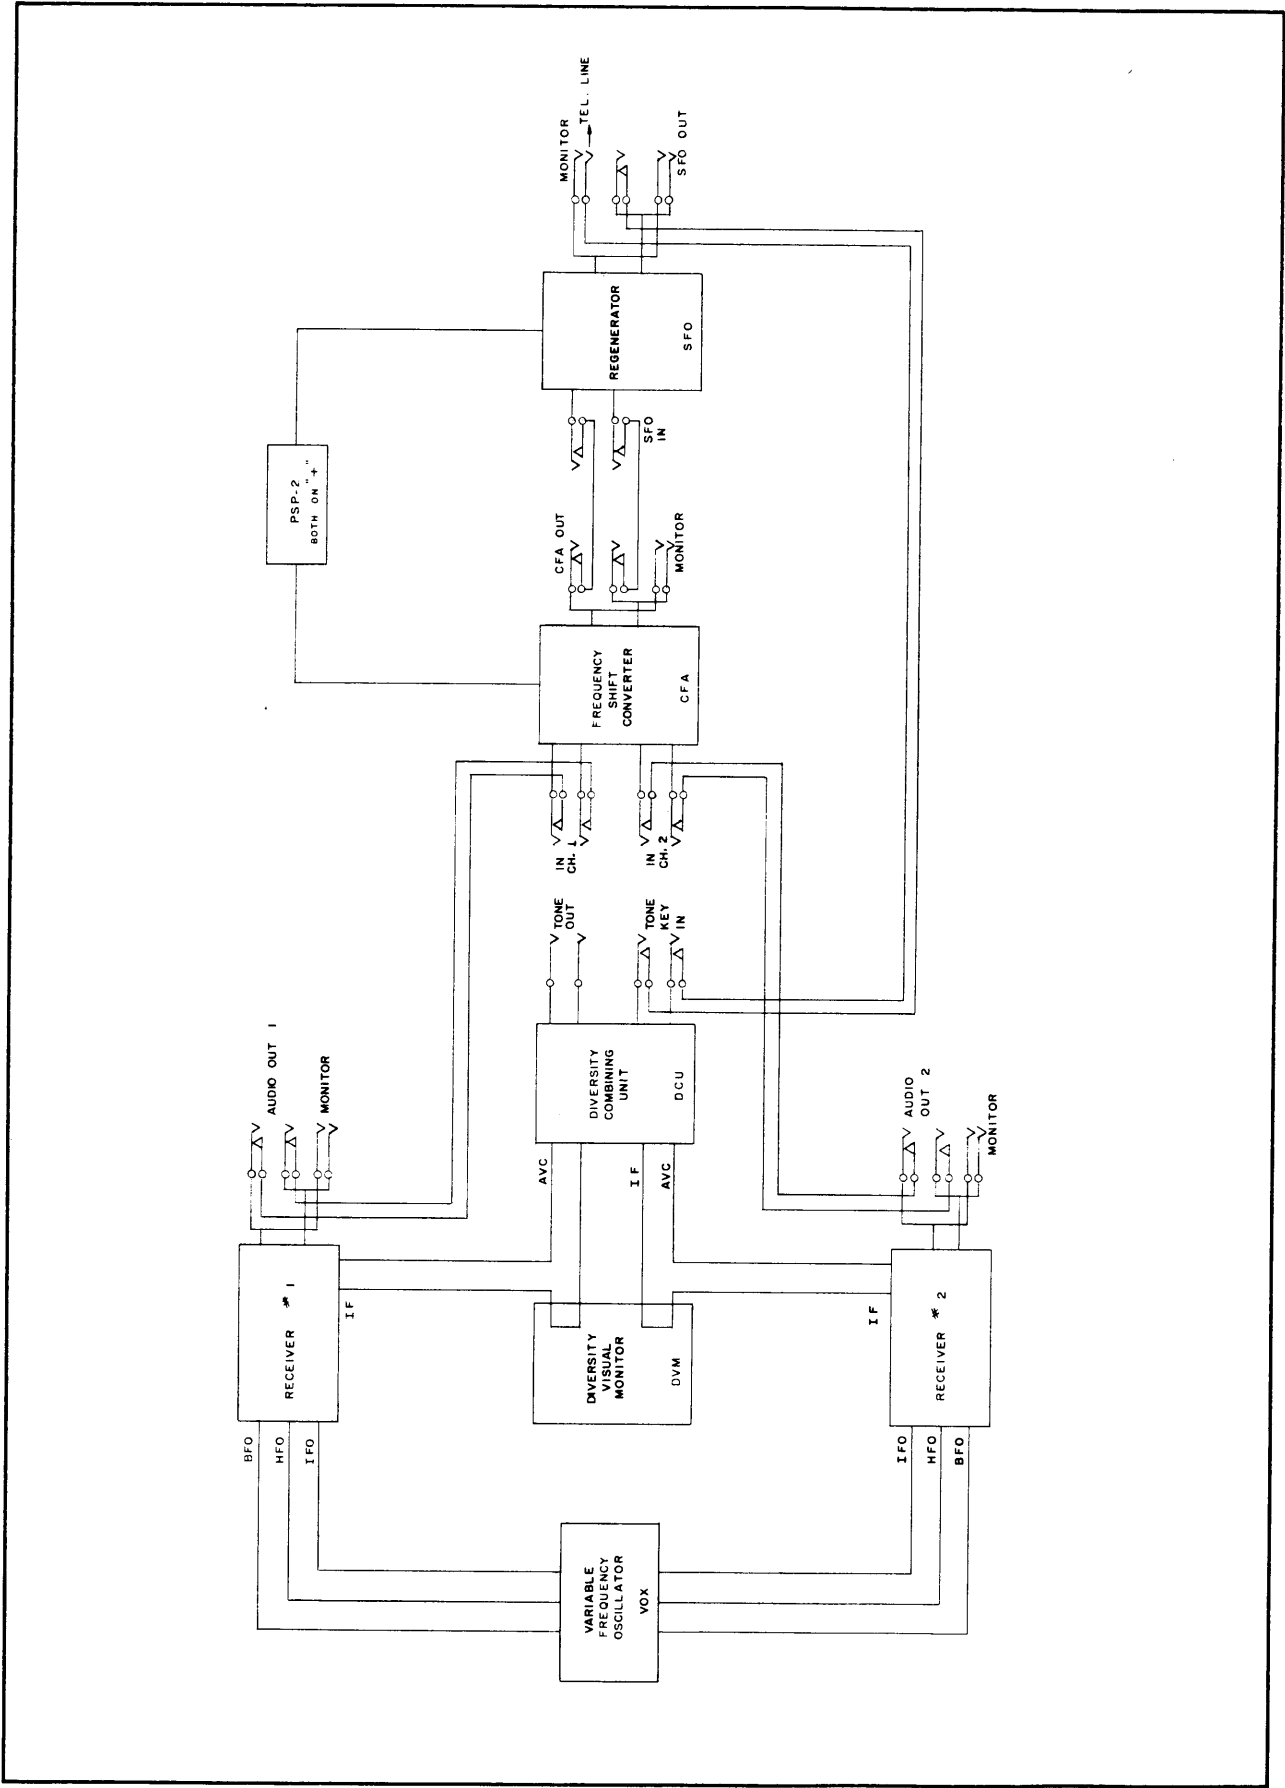 MONITOR
TEL. LINE
SFO OUT
REGENERATOR
SFO
PSP-2
BOTH ON "+"
SFO
IN
CFA OUT
MONITOR
FREQUENCY
SHIFT
CONVERTER
CFA
IN
CH. 1
IN
CH. 2
TONE
OUT
TONE
KEY
IN
AUDIO OUT 1
MONITOR
DIVERSITY
COMBINING
UNIT
DCU
AUDIO
OUT 2
MONITOR
AVC
IF
AVC
RECEIVER # 1
IF
DIVERSITY
VISUAL
MONITOR
DVM
IF
RECEIVER # 2
BFO
HFO
IFO
IFO
HFO
BFO
VARIABLE
FREQUENCY
OSCILLATOR
VOX